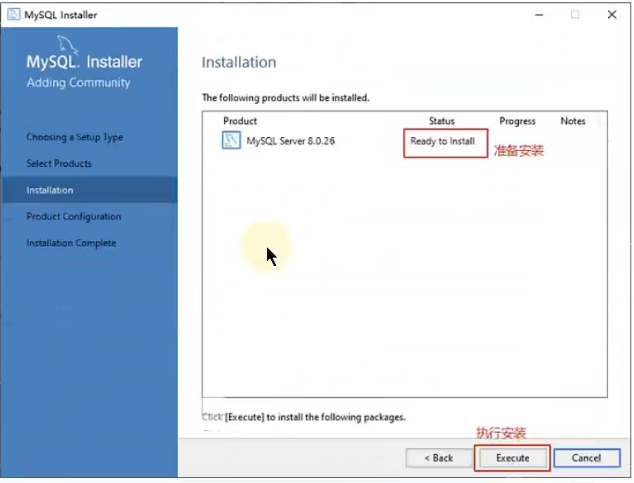 MySQL Installer
MySQL. Installer
Adding Community
Choosing a Setup Type
Select Products
Installation
Product Configuration
Installation Complete
Installation
The following products will be installed.
Product Status Progress Notes
MySQL Server 8.0.26 Ready to Install
准备安装
Click [Execute] to install the following packages.
执行安装
< Back Execute Cancel